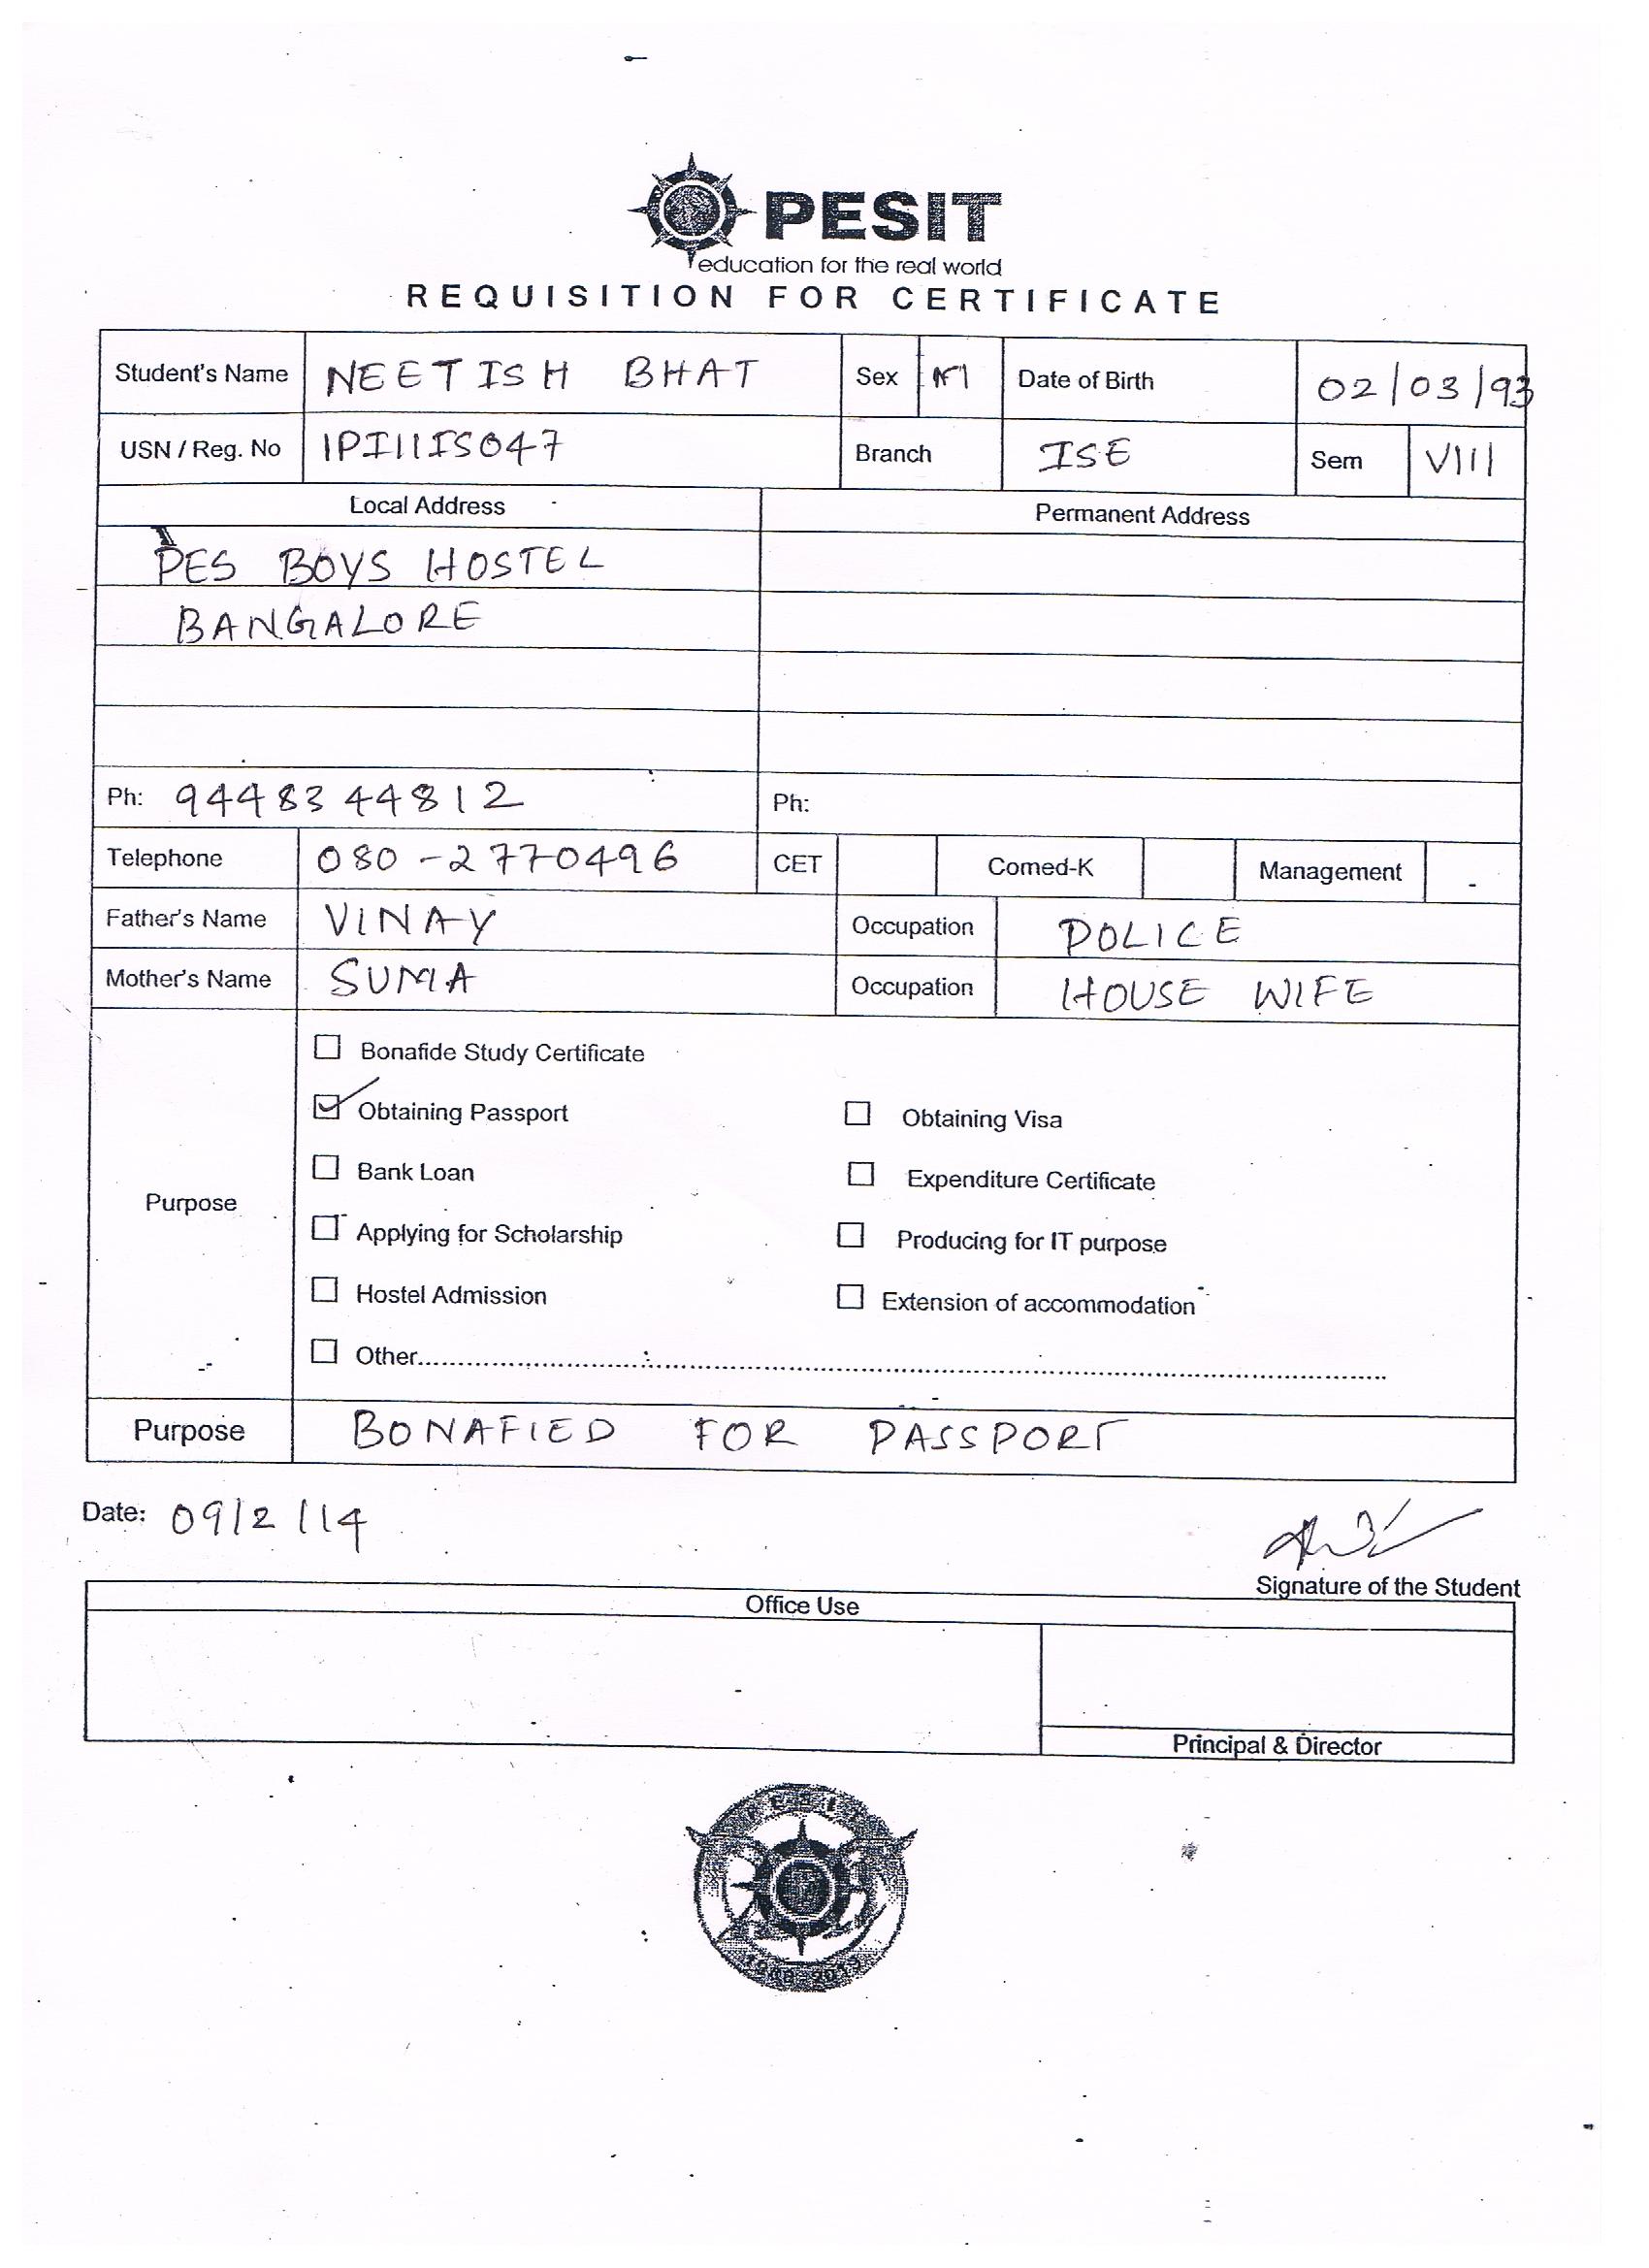 PESIT
education for the real world
REQUISITION FOR CERTIFICATE
Student's Name NEETISH BHAT Sex M Date of Birth 02/03/93
USN / Reg. No 1PI11IS047 Branch ISE Sem VIII
Local Address Permanent Address
PES BOYS HOSTEL
BANGALORE
Ph: 9448344812 Ph:
Telephone 080-2770496 CET Comed-K Management -
Father's Name VINAY Occupation POLICE
Mother's Name SUMA Occupation HOUSE WIFE
Bonafide Study Certificate
Obtaining Passport Obtaining Visa
Bank Loan Expenditure Certificate
Purpose
Applying for Scholarship Producing for IT purpose
Hostel Admission Extension of accommodation
Other....................
Purpose BONAFIED FOR PASSPORT
Date: 09/2/14
Signature of the Student
Office Use
Principal & Director
PESIT
1988-2013